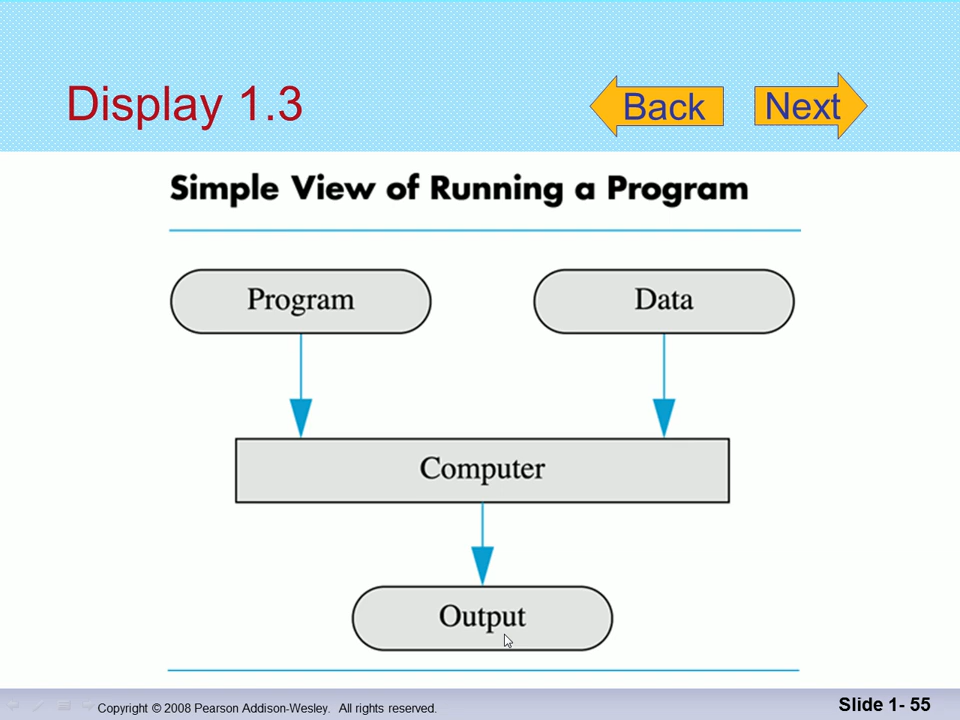 Display 1.3
Back
Next
Simple View of Running a Program
Program
Data
Computer
Output
Copyright © 2008 Pearson Addison-Wesley. All rights reserved.
Slide 1- 55